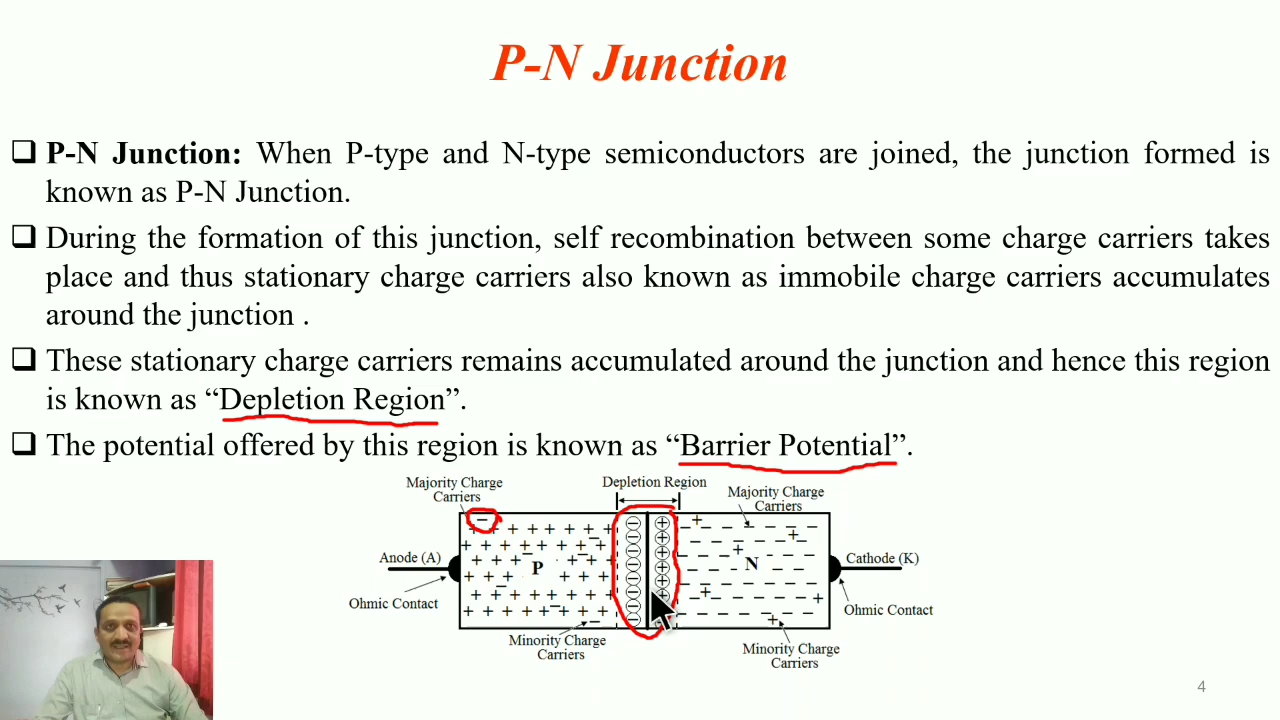 P-N Junction
❑ P-N Junction: When P-type and N-type semiconductors are joined, the junction formed is
known as P-N Junction.
❑ During the formation of this junction, self recombination between some charge carriers takes
place and thus stationary charge carriers also known as immobile charge carriers accumulates
around the junction .
❑ These stationary charge carriers remains accumulated around the junction and hence this region
is known as “Depletion Region”.
❑ The potential offered by this region is known as “Barrier Potential”.
Majority Charge
Carriers
Depletion Region
Majority Charge
Carriers
Anode (A)
P
N
Cathode (K)
Ohmic Contact
Ohmic Contact
Minority Charge
Carriers
Minority Charge
Carriers
4